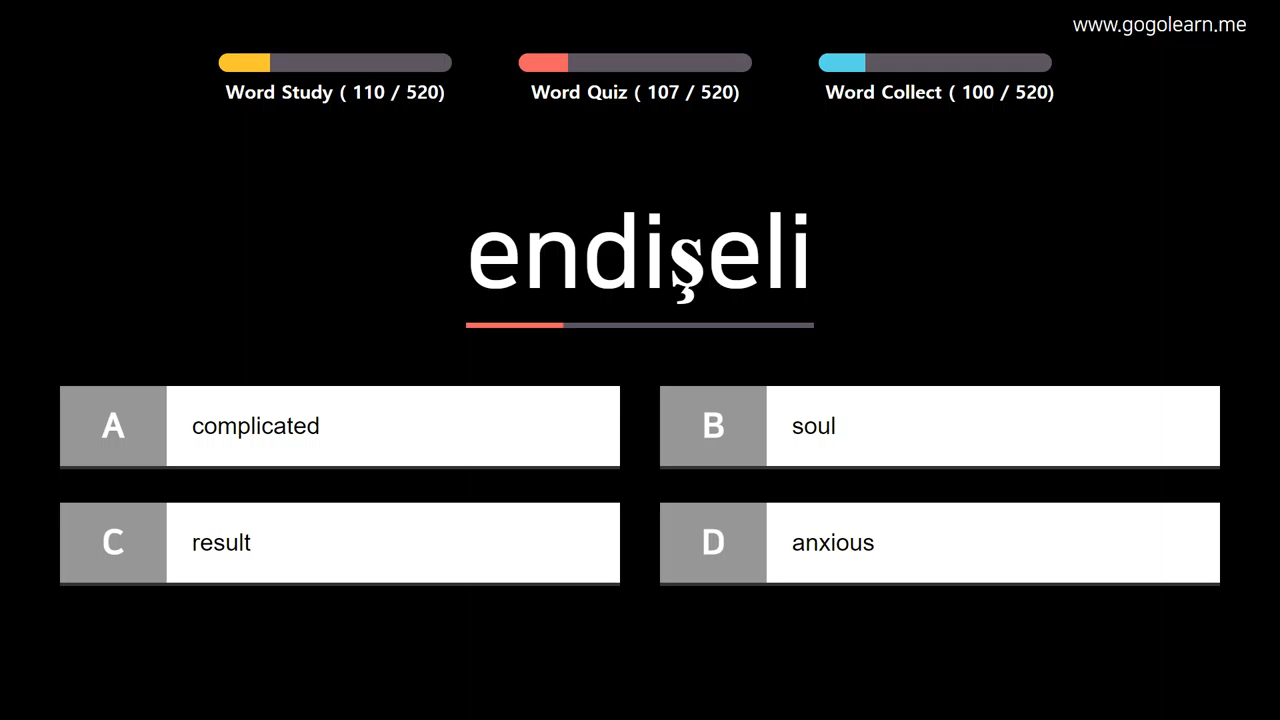 www.gogolearn.me
Word Study ( 110 / 520)
Word Quiz ( 107 / 520)
Word Collect ( 100 / 520)
endişeli
A complicated
B soul
C result
D anxious